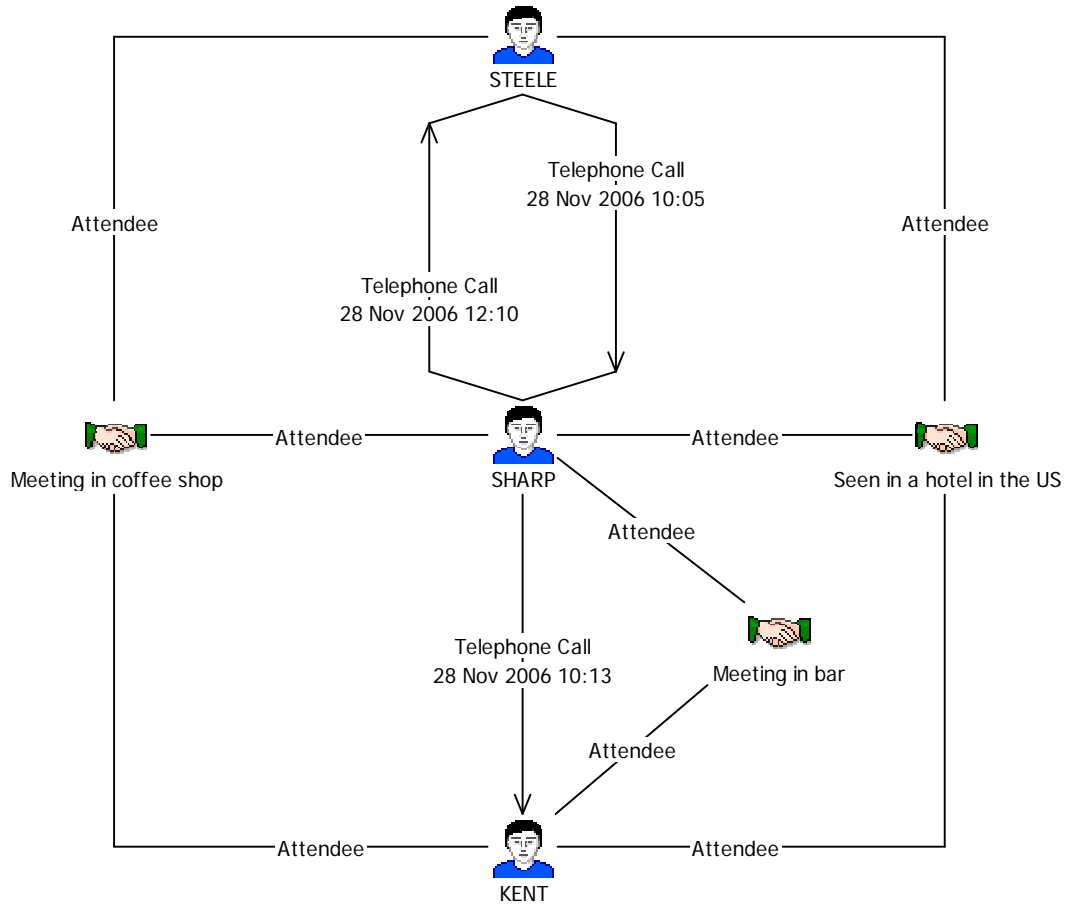 STEELE
Telephone Call
28 Nov 2006 10:05
Attendee
Attendee
Telephone Call
28 Nov 2006 12:10
Attendee
Attendee
Meeting in coffee shop
SHARP
Seen in a hotel in the US
Attendee
Telephone Call
28 Nov 2006 10:13
Meeting in bar
Attendee
Attendee
Attendee
KENT